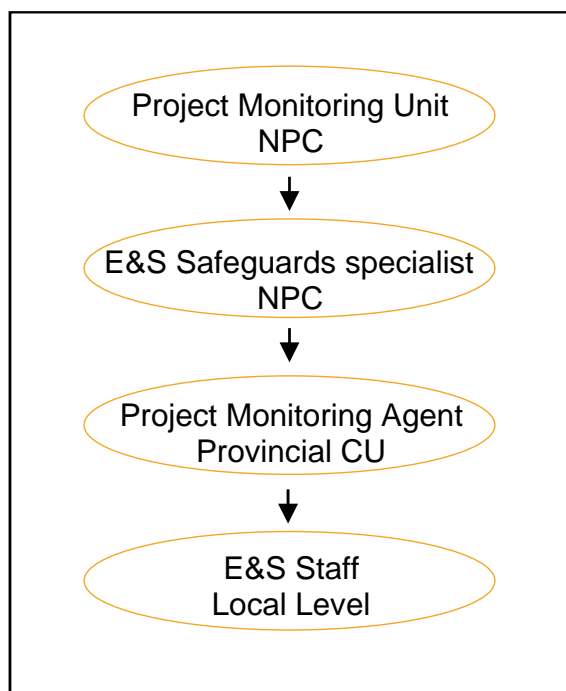 Project Monitoring Unit
NPC
E&S Safeguards specialist
NPC
Project Monitoring Agent
Provincial CU
E&S Staff
Local Level